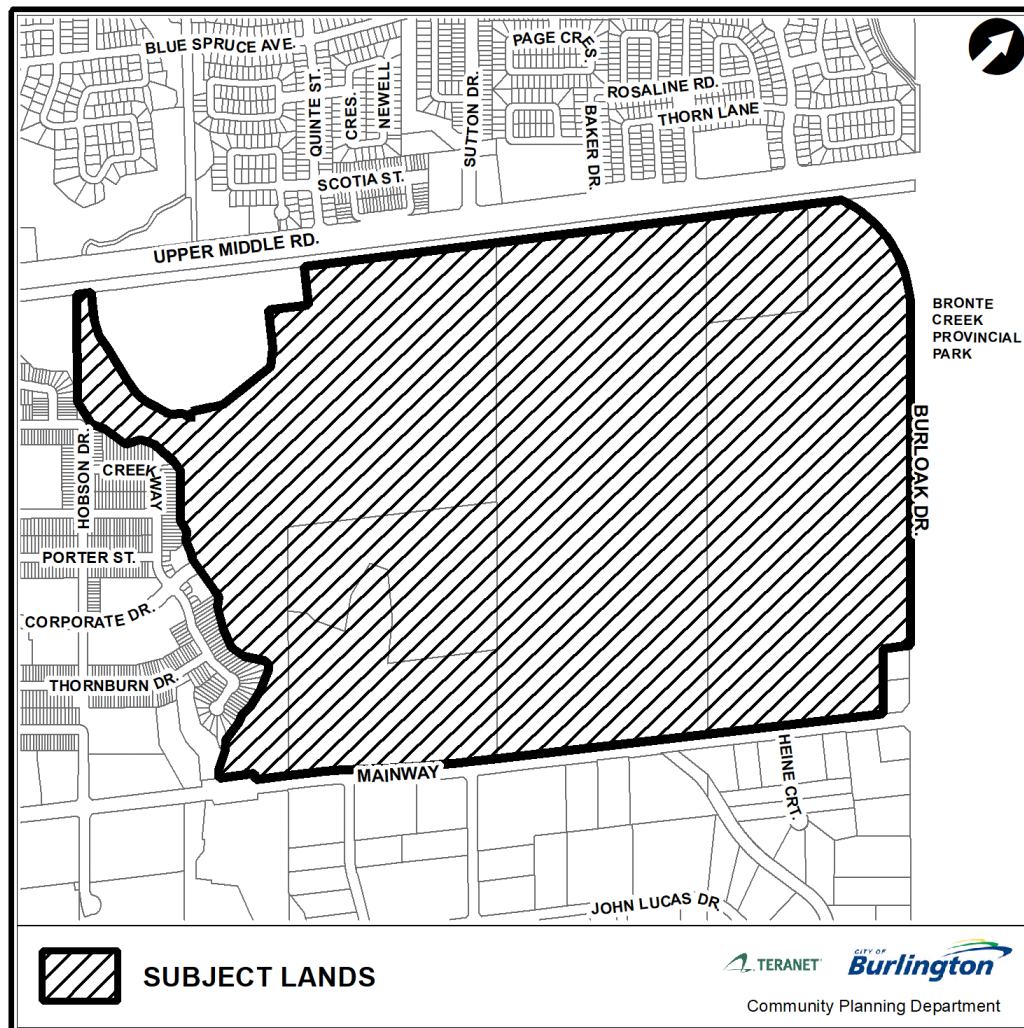 BLUE SPRUCE AVE.
QUINTE ST.
CRES.
NEWELL
SUTTON DR.
PAGE CRES.
ROSALINE RD.
THORN LANE
BAKER DR.
SCOTIA ST.
UPPER MIDDLE RD.
BRONTE
CREEK
PROVINCIAL
PARK
BURLOAK DR.
HOBSON DR.
CREEK
WAY
PORTER ST.
CORPORATE DR.
THORNBURN DR.
MAINWAY
HEINE CRT.
JOHN LUCAS DR
SUBJECT LANDS
TERANET
CITY OF
Burlington
Community Planning Department